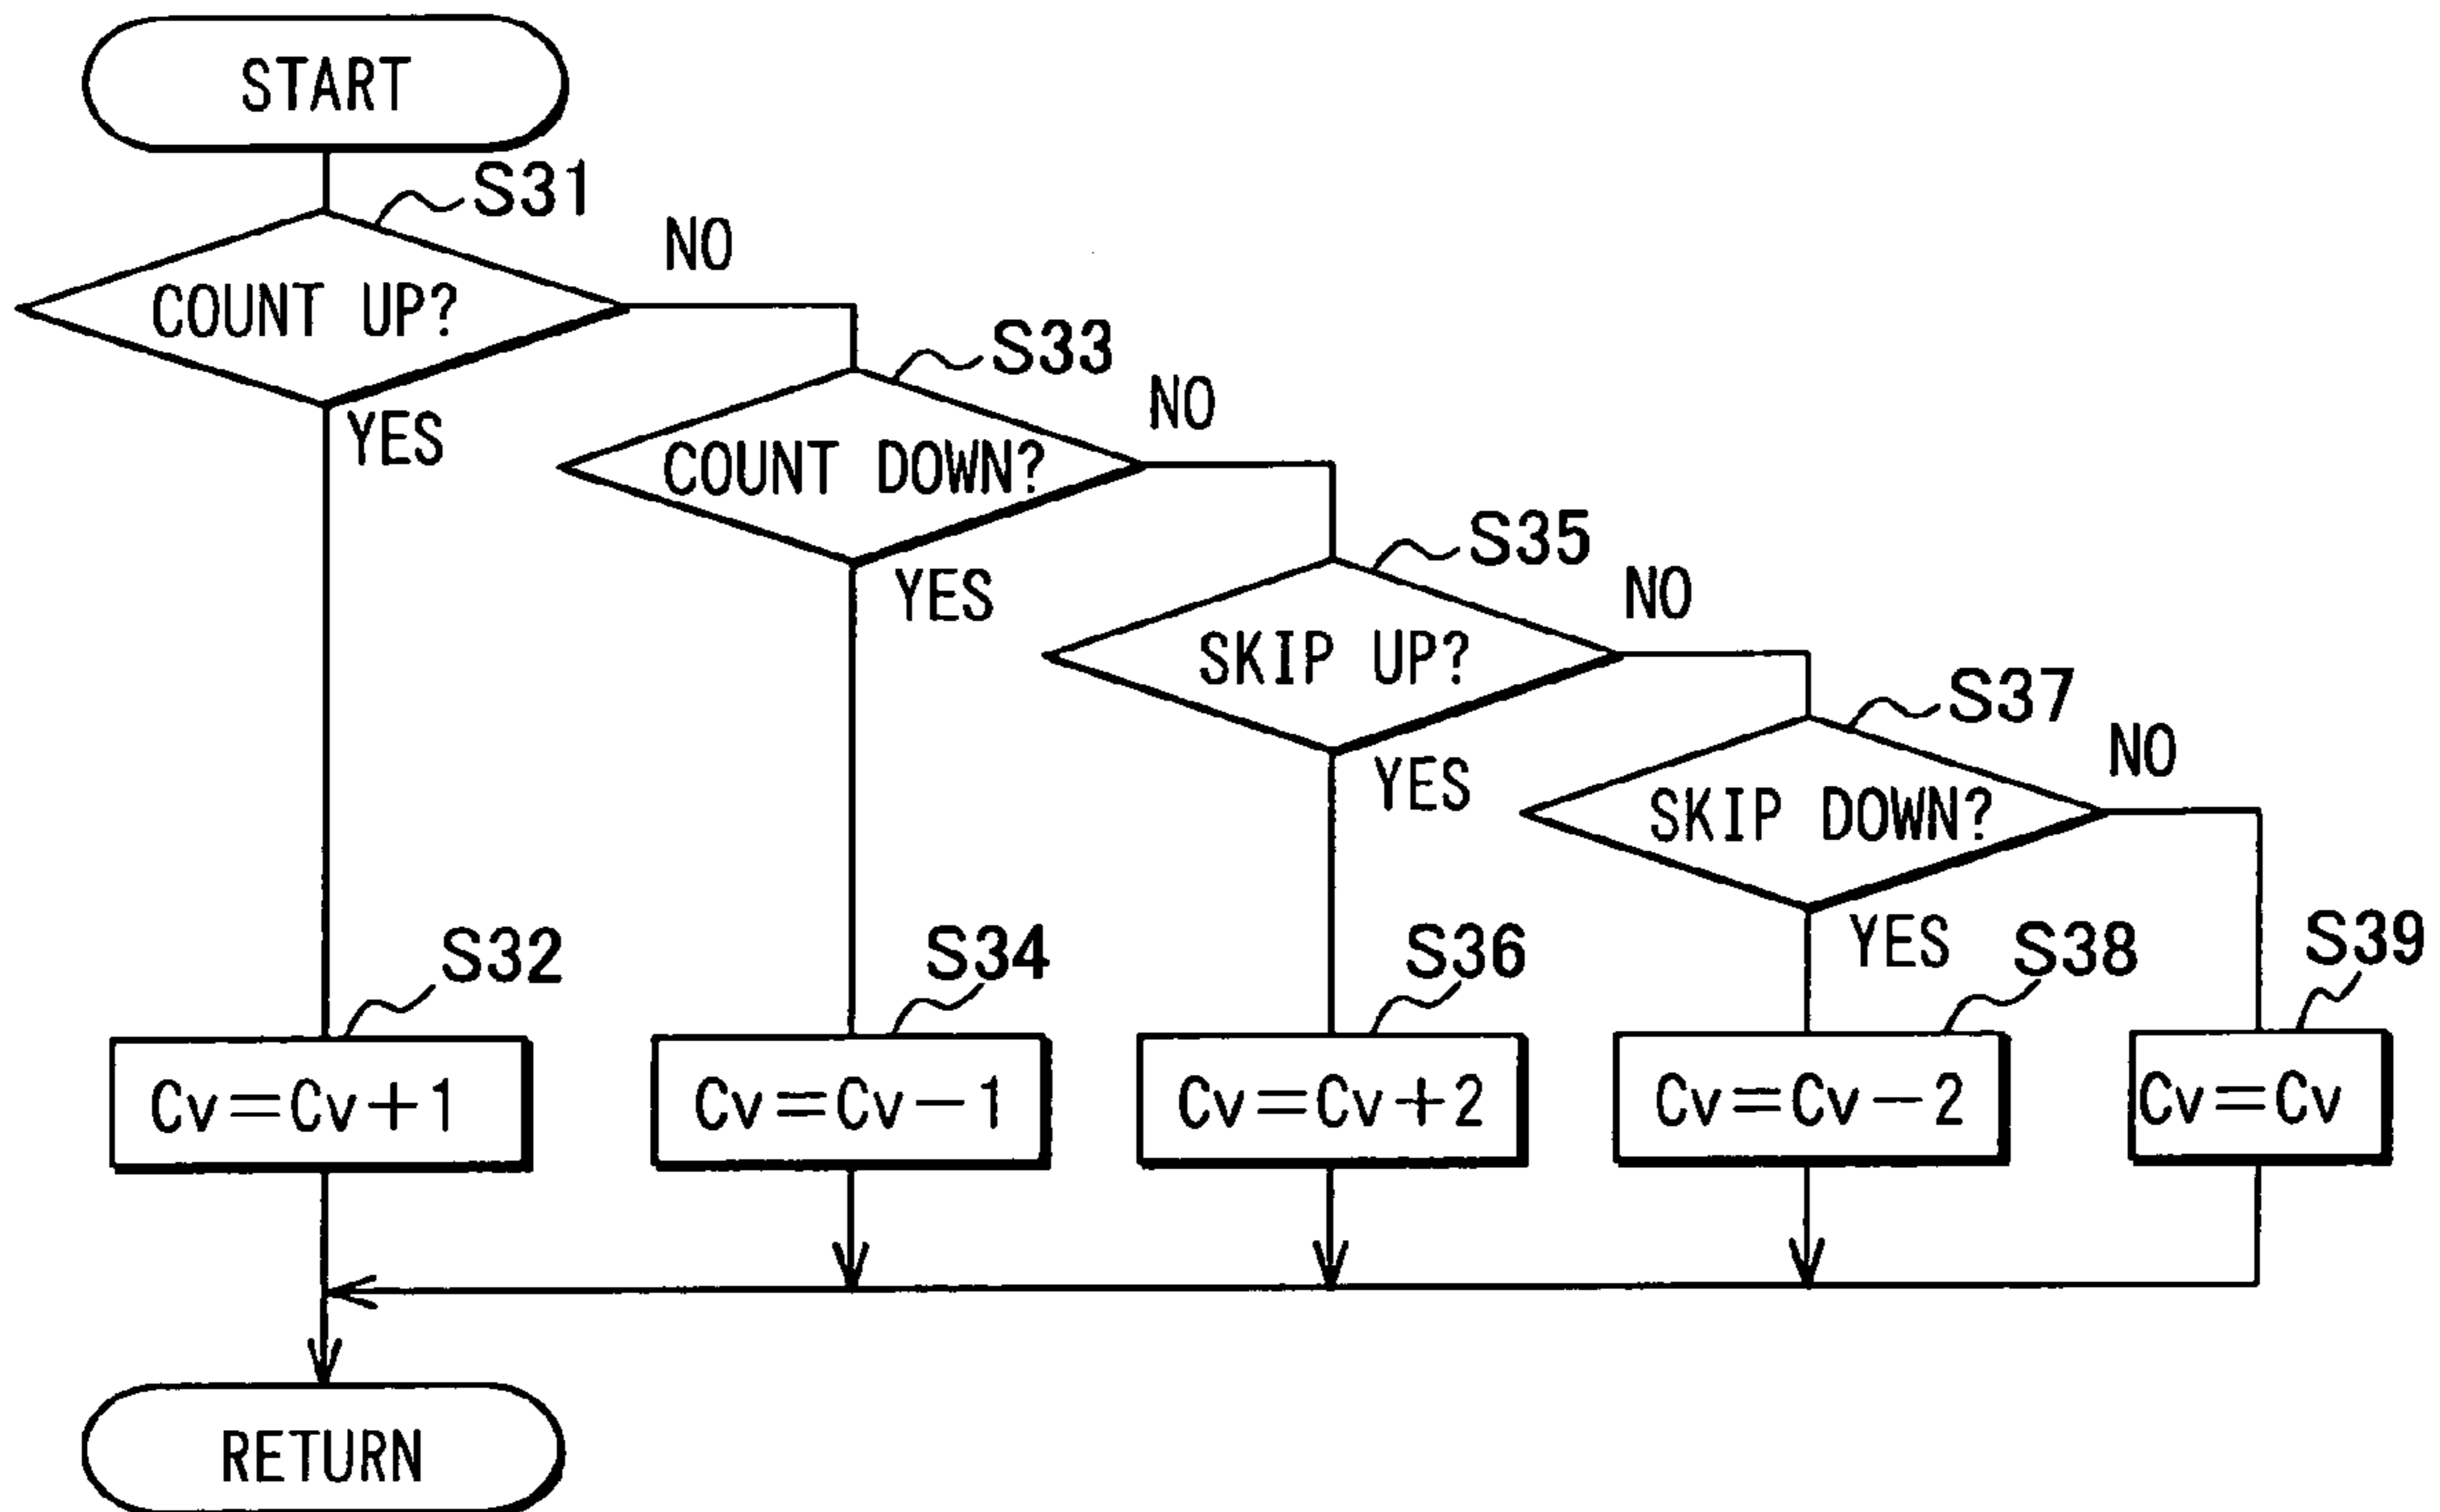 START
S31
NO
COUNT UP?
S33
NO
YES
COUNT DOWN?
S35
NO
YES
SKIP UP?
S37
NO
YES
SKIP DOWN?
YES
S32
S34
S36
S38
S39
Cv=Cv+1
Cv=Cv-1
Cv=Cv+2
Cv=Cv-2
Cv=Cv
RETURN